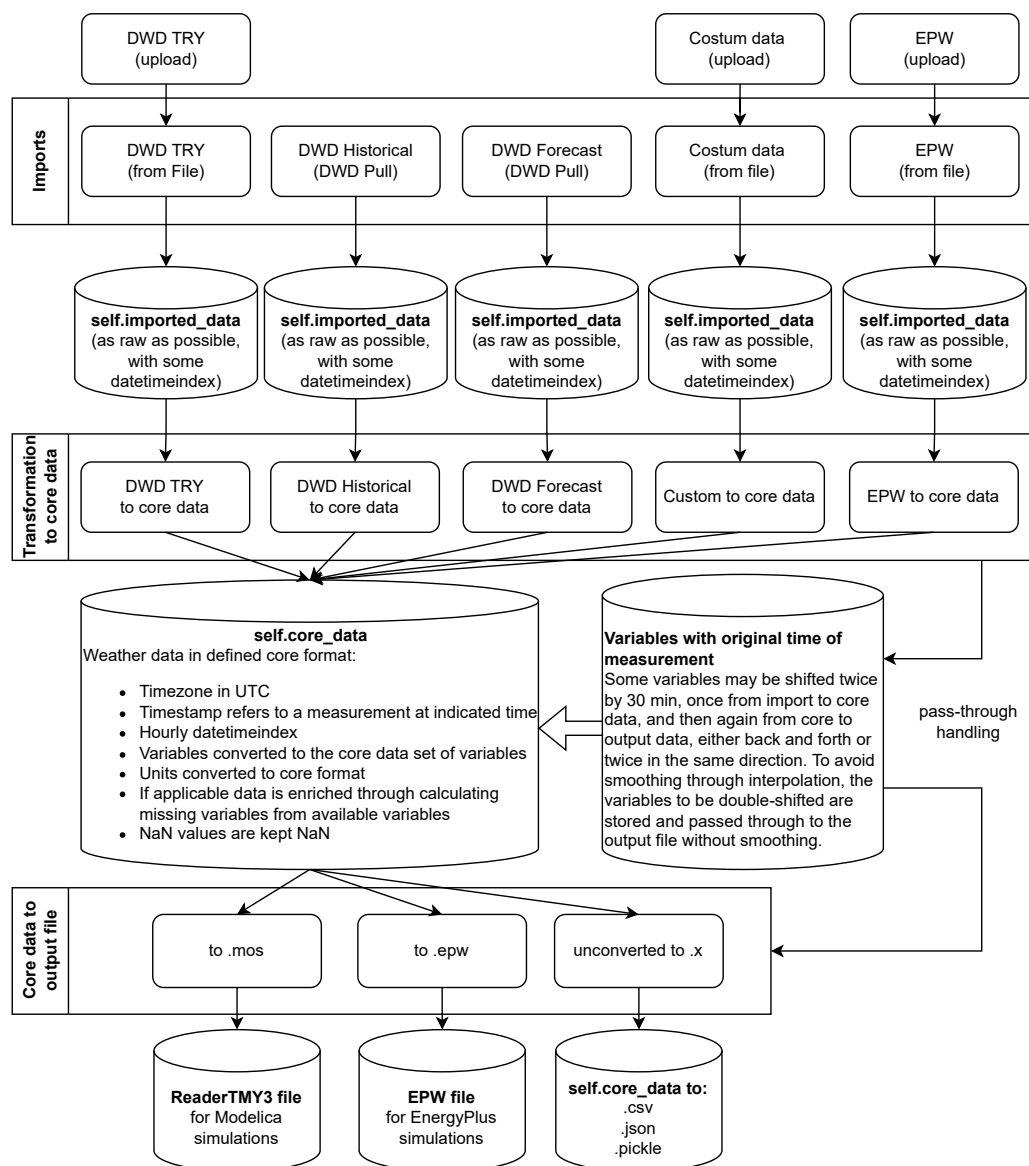 DWD TRY
(upload)
Costum data
(upload)
EPW
(upload)
Imports
DWD TRY
(from File)
DWD Historical
(DWD Pull)
DWD Forecast
(DWD Pull)
Costum data
(from file)
EPW
(from file)
self.imported_data
(as raw as possible,
with some
datetimeindex)
self.imported_data
(as raw as possible,
with some
datetimeindex)
self.imported_data
(as raw as possible,
with some
datetimeindex)
self.imported_data
(as raw as possible,
with some
datetimeindex)
self.imported_data
(as raw as possible,
with some
datetimeindex)
Transformation
to core data
DWD TRY
to core data
DWD Historical
to core data
DWD Forecast
to core data
Custom to core data
EPW to core data
self.core_data
Weather data in defined core format:
• Timezone in UTC
• Timestamp refers to a measurement at indicated time
• Hourly datetimeindex
• Variables converted to the core data set of variables
• Units converted to core format
• If applicable data is enriched through calculating
missing variables from available variables
• NaN values are kept NaN
Variables with original time of
measurement
Some variables may be shifted twice
by 30 min, once from import to core
data, and then again from core to
output data, either back and forth or
twice in the same direction. To avoid
smoothing through interpolation, the
variables to be double-shifted are
stored and passed through to the
output file without smoothing.
pass-through
handling
Core data to
output file
to .mos
to .epw
unconverted to .x
ReaderTMY3 file
for Modelica
simulations
EPW file
for EnergyPlus
simulations
self.core_data to:
.csv
.json
.pickle